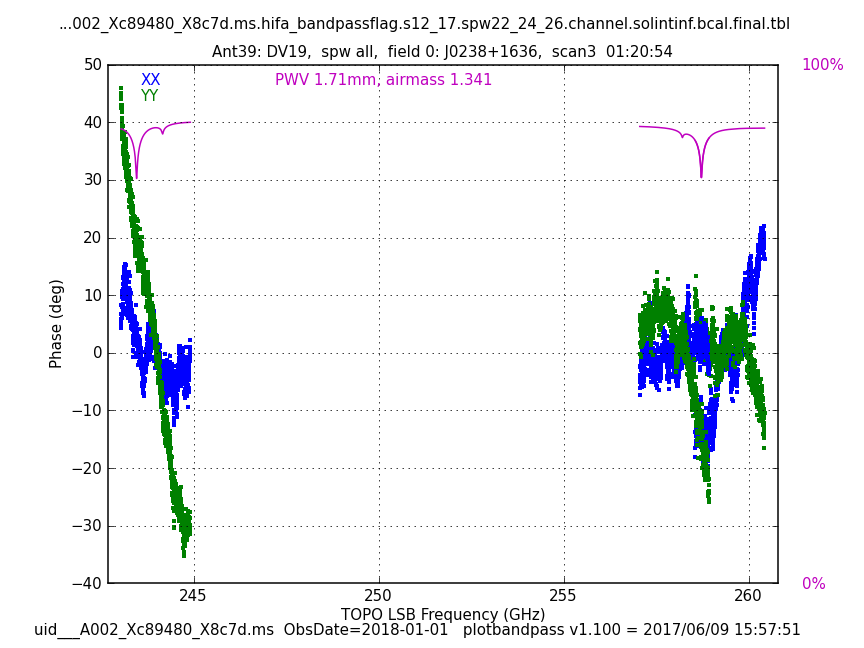 ...002_Xc89480_X8c7d.ms.hifa_bandpassflag.s12_17.spw22_24_26.channel.solintinf.bcal.final.tbl
Ant39: DV19,  spw all,  field 0: J0238+1636,  scan3  01:20:54
50
100%
XX
PWV 1.71mm, airmass 1.341
YY
40
30
20
10
0
−10
−20
−30
−40
0%
Phase (deg)
245
250
255
260
TOPO LSB Frequency (GHz)
uid___A002_Xc89480_X8c7d.ms  ObsDate=2018-01-01   plotbandpass v1.100 = 2017/06/09 15:57:51